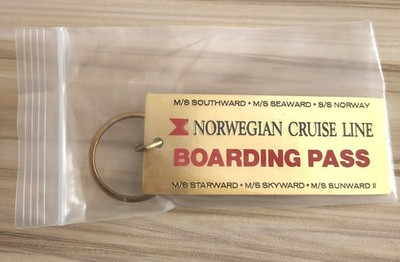 M/S SOUTHWARD • M/S SEAWARD • S/S NORWAY
NORWEGIAN CRUISE LINE
BOARDING PASS
M/S STARWARD • M/S SKYWARD • M/S SUNWARD II